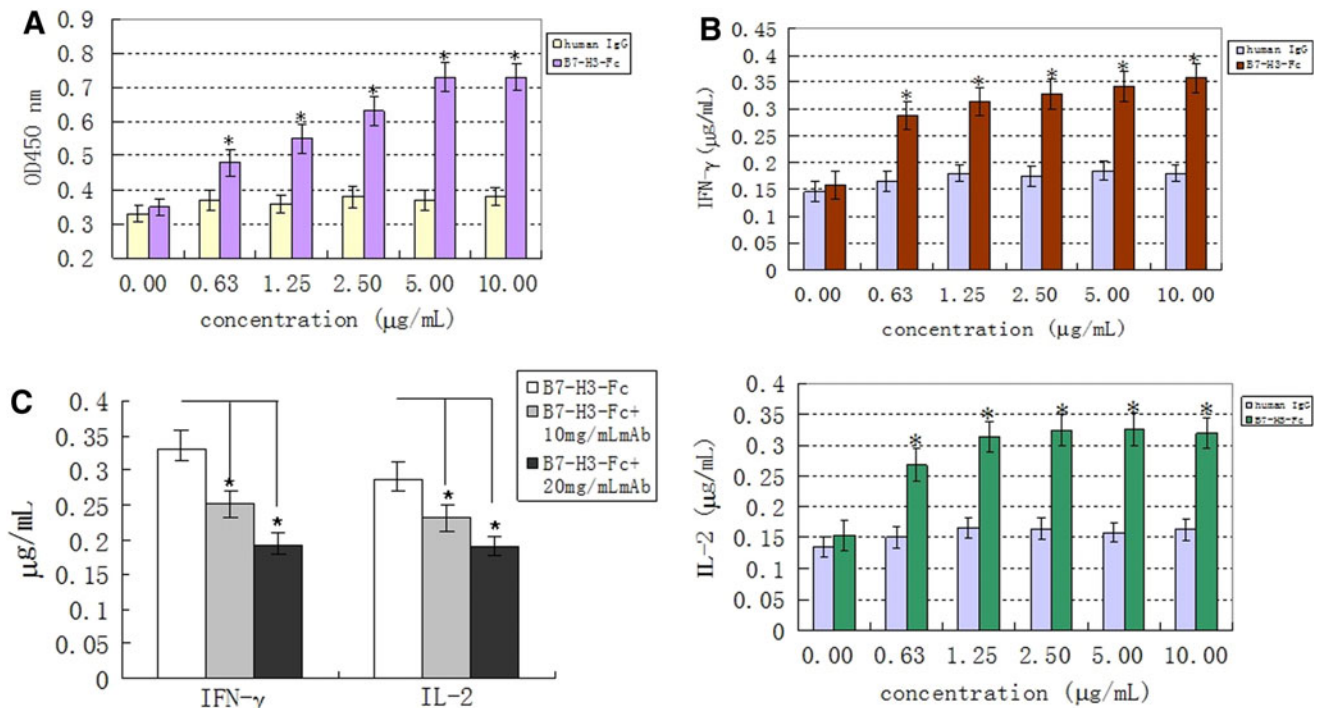 A
0.9
0.8
0.7
0.6
0.5
0.4
0.3
0.2
OD450 nm
human IgG
B7-H3-Fc
* * * * *
0.00 0.63 1.25 2.50 5.00 10.00
concentration (μg/mL)
B
0.45
0.4
0.35
0.3
0.25
0.2
0.15
0.1
0.05
0
IFN-γ (μg/mL)
human IgG
B7-H3-Fc
* * * * *
0.00 0.63 1.25 2.50 5.00 10.00
concentration (μg/mL)
C
0.4
0.35
0.3
0.25
0.2
0.15
0.1
0.05
0
μg/mL
B7-H3-Fc
B7-H3-Fc+
10mg/mLmAb
B7-H3-Fc+
20mg/mLmAb
* * * *
IFN-γ IL-2
0.4
0.35
0.3
0.25
0.2
0.15
0.1
0.05
0
IL-2 (μg/mL)
human IgG
B7-H3-Fc
* * * * *
0.00 0.63 1.25 2.50 5.00 10.00
concentration (μg/mL)